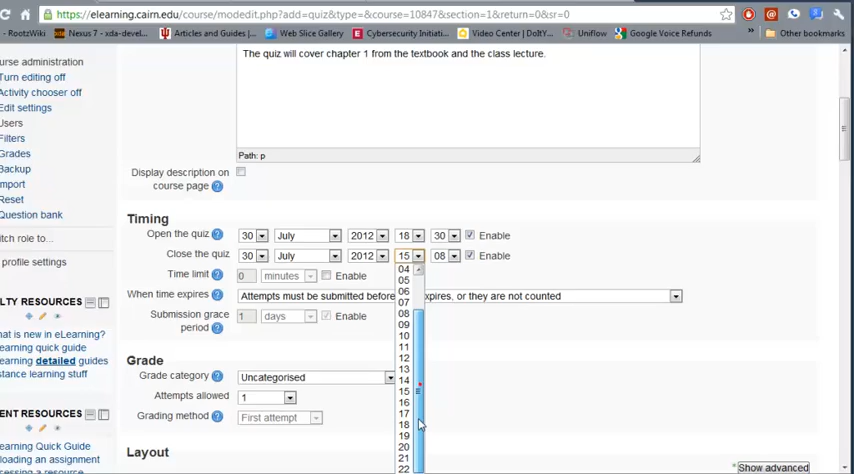 https://elearning.cairn.edu/course/modedit.php?add=quiz&type=&course=10847&section=1&return=0&sr=0
- RootzWiki Nexus 7 - xda-devel... Articles and Guides |... Web Slice Gallery Cybersecurity Initiati... Video Center | DoItY... Uniflow Google Voice Refunds » Other bookmarks
urse administration
Turn editing off
Activity chooser off
Edit settings
Users
Filters
Grades
Backup
mport
Reset
Question bank
itch role to...
profile settings
LTY RESOURCES
hat is new in eLearning?
earning quick guide
earning detailed guides
stance learning stuff
RENT RESOURCES
Learning Quick Guide
loading an assignment
The quiz will cover chapter 1 from the textbook and the class lecture.
Path: p
Display description on
course page
Timing
Open the quiz 30 July 2012 18 30 Enable
Close the quiz 30 July 2012 15 08 Enable
Time limit 0 minutes Enable
When time expires Attempts must be submitted before expires, or they are not counted
Submission grace
period 1 days Enable
04
05
06
07
08
09
10
11
12
13
14
15
16
17
18
19
20
21
22
Grade
Grade category Uncategorised
Attempts allowed 1
Grading method First attempt
Layout
Show advanced